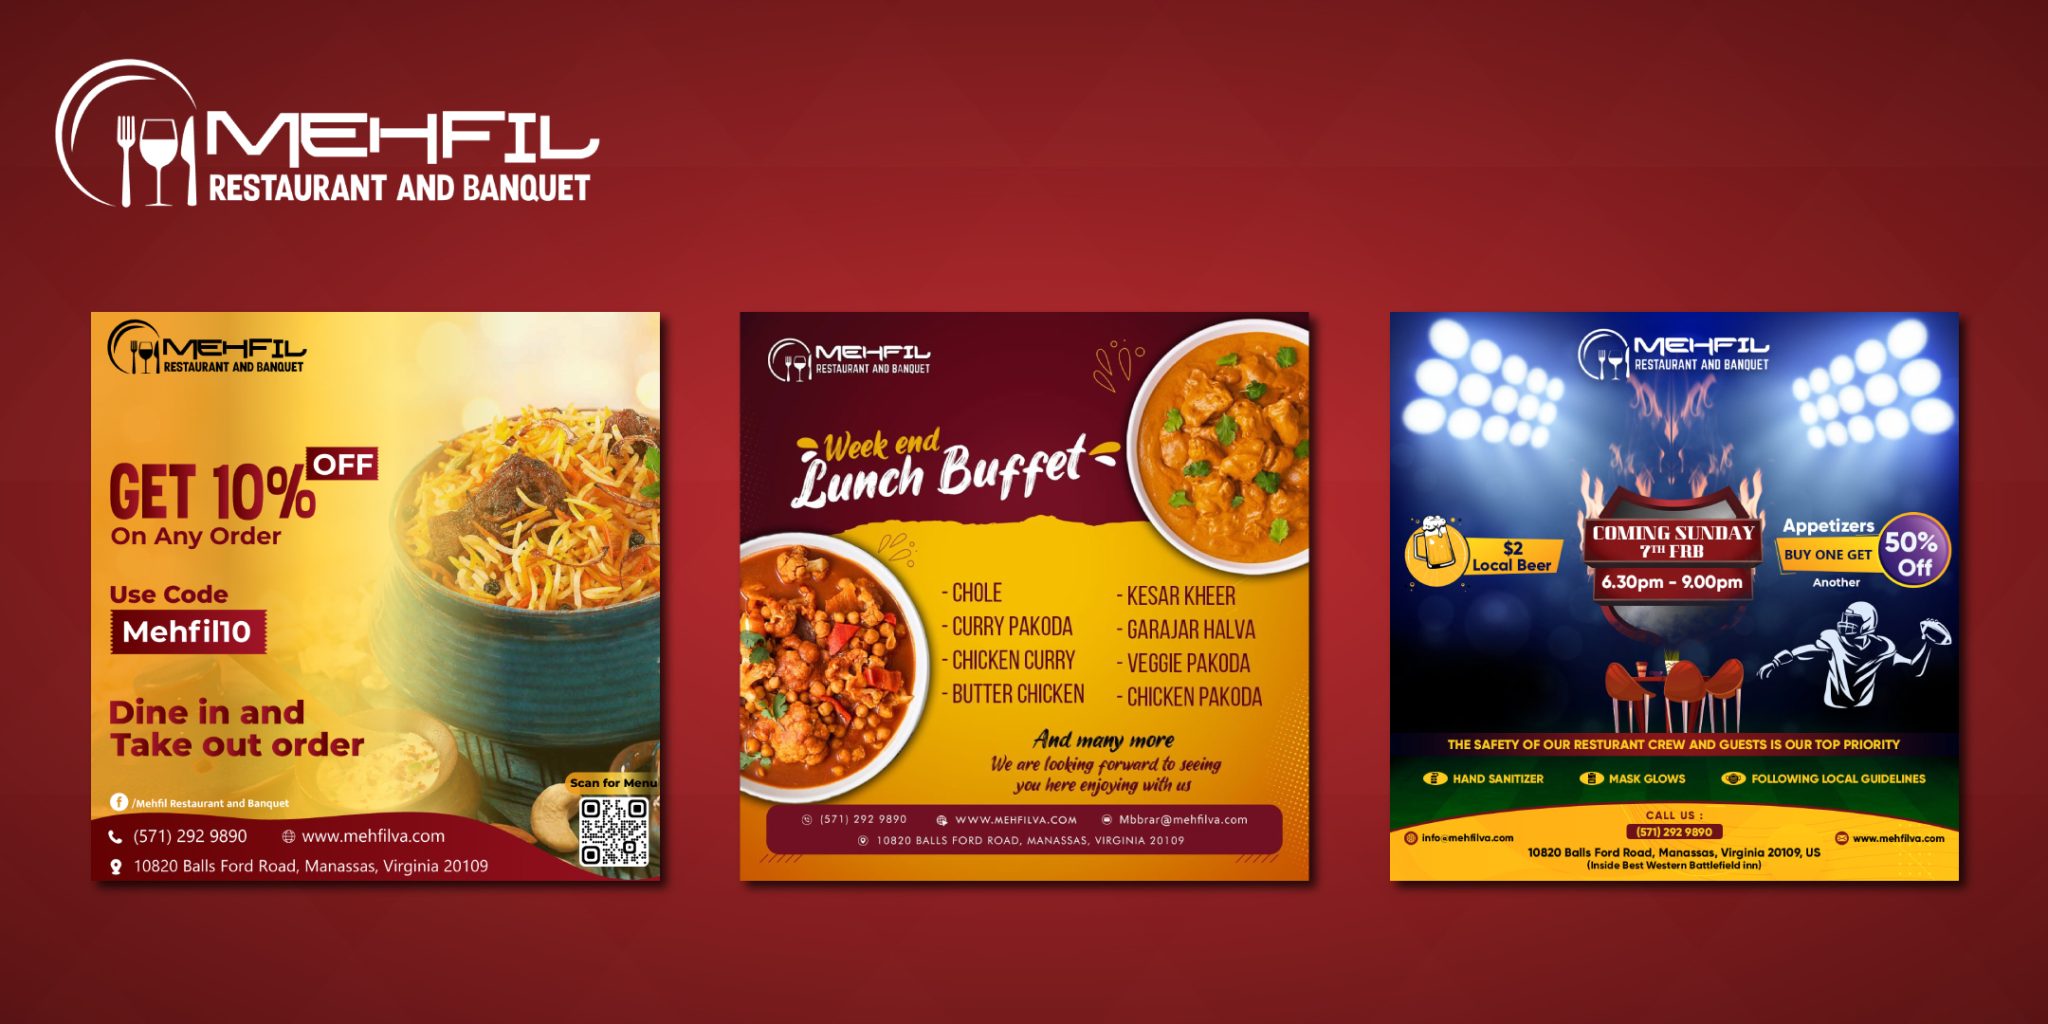 MEHFIL
RESTAURANT AND BANQUET
MEHFIL
RESTAURANT AND BANQUET
GET 10% OFF
On Any Order
Use Code
Mehfil10
Dine in and
Take out order
/Mehfil Restaurant and Banquet
Scan for Menu
(571) 292 9890 www.mehfilva.com
10820 Balls Ford Road, Manassas, Virginia 20109
MEHFIL
RESTAURANT AND BANQUET
Week end
Lunch Buffet
- CHOLE
- CURRY PAKODA
- CHICKEN CURRY
- BUTTER CHICKEN
- KESAR KHEER
- GARAJAR HALVA
- VEGGIE PAKODA
- CHICKEN PAKODA
And many more
We are looking forward to seeing
you here enjoying with us
(571) 292 9890 WWW.MEHFILVA.COM Mbbrar@mehfilva.com
10820 BALLS FORD ROAD, MANASSAS, VIRGINIA 20109
MEHFIL
RESTAURANT AND BANQUET
COMING SUNDAY
7TH FRB
6.30pm - 9.00pm
$2
Local Beer
Appetizers
BUY ONE GET
50%
Off
Another
THE SAFETY OF OUR RESTURANT CREW AND GUESTS IS OUR TOP PRIORITY
HAND SANITIZER MASK GLOWS FOLLOWING LOCAL GUIDELINES
CALL US :
(571) 292 9890
info@mehfilva.com www.mehfilva.com
10820 Balls Ford Road, Manassas, Virginia 20109, US
(Inside Best Western Battlefield inn)